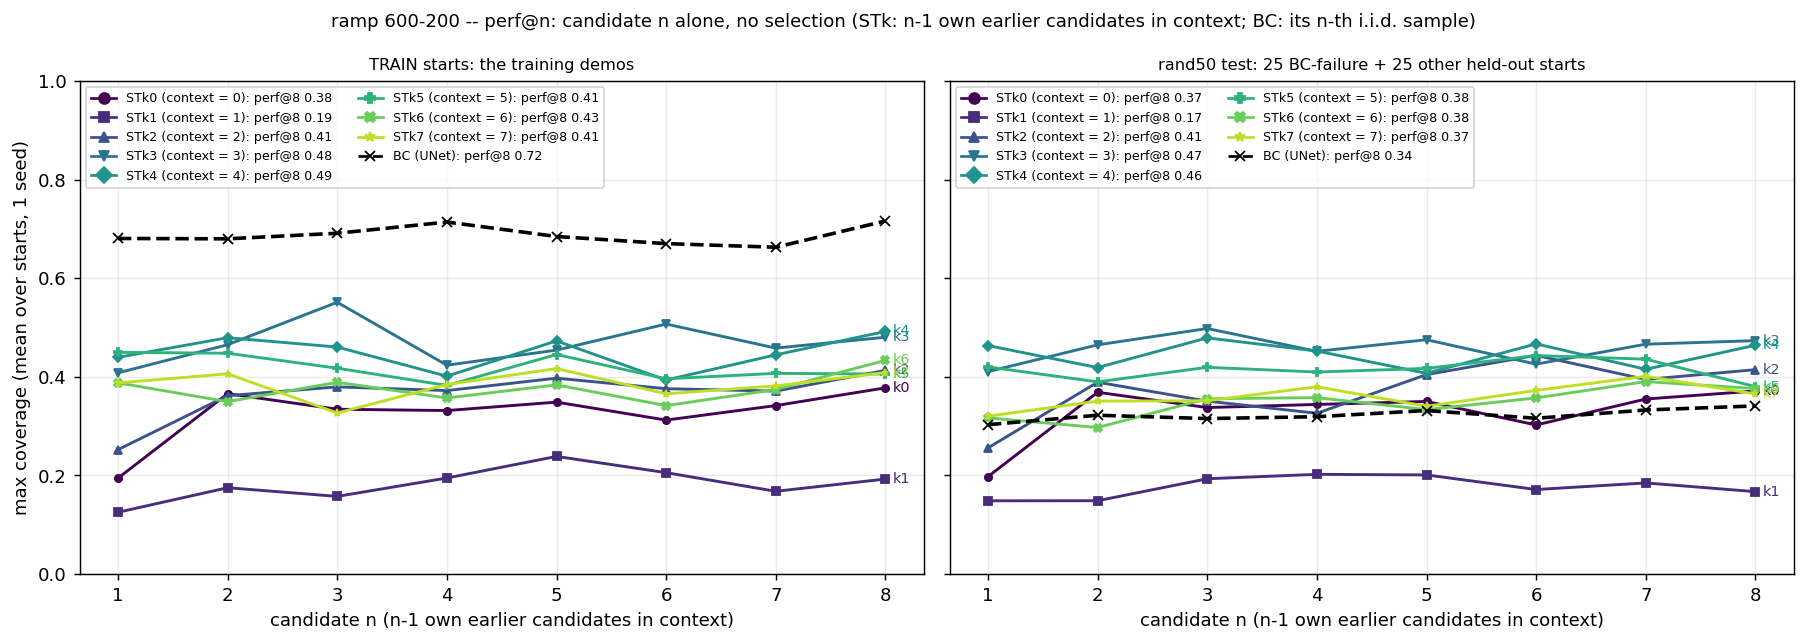 ramp 600-200 -- perf@n: candidate n alone, no selection (STk: n-1 own earlier candidates in context; BC: its n-th i.i.d. sample)
TRAIN starts: the training demos
max coverage (mean over starts, 1 seed)
1.0
0.8
0.6
0.4
0.2
0.0
STk0 (context = 0): perf@8 0.38
STk1 (context = 1): perf@8 0.19
STk2 (context = 2): perf@8 0.41
STk3 (context = 3): perf@8 0.48
STk4 (context = 4): perf@8 0.49
STk5 (context = 5): perf@8 0.41
STk6 (context = 6): perf@8 0.43
STk7 (context = 7): perf@8 0.41
BC (UNet): perf@8 0.72
k4
k3
k6
k0
k1
1 2 3 4 5 6 7 8
candidate n (n-1 own earlier candidates in context)
rand50 test: 25 BC-failure + 25 other held-out starts
STk0 (context = 0): perf@8 0.37
STk1 (context = 1): perf@8 0.17
STk2 (context = 2): perf@8 0.41
STk3 (context = 3): perf@8 0.47
STk4 (context = 4): perf@8 0.46
STk5 (context = 5): perf@8 0.38
STk6 (context = 6): perf@8 0.38
STk7 (context = 7): perf@8 0.37
BC (UNet): perf@8 0.34
k3
k4
k2
k5
k1
1 2 3 4 5 6 7 8
candidate n (n-1 own earlier candidates in context)